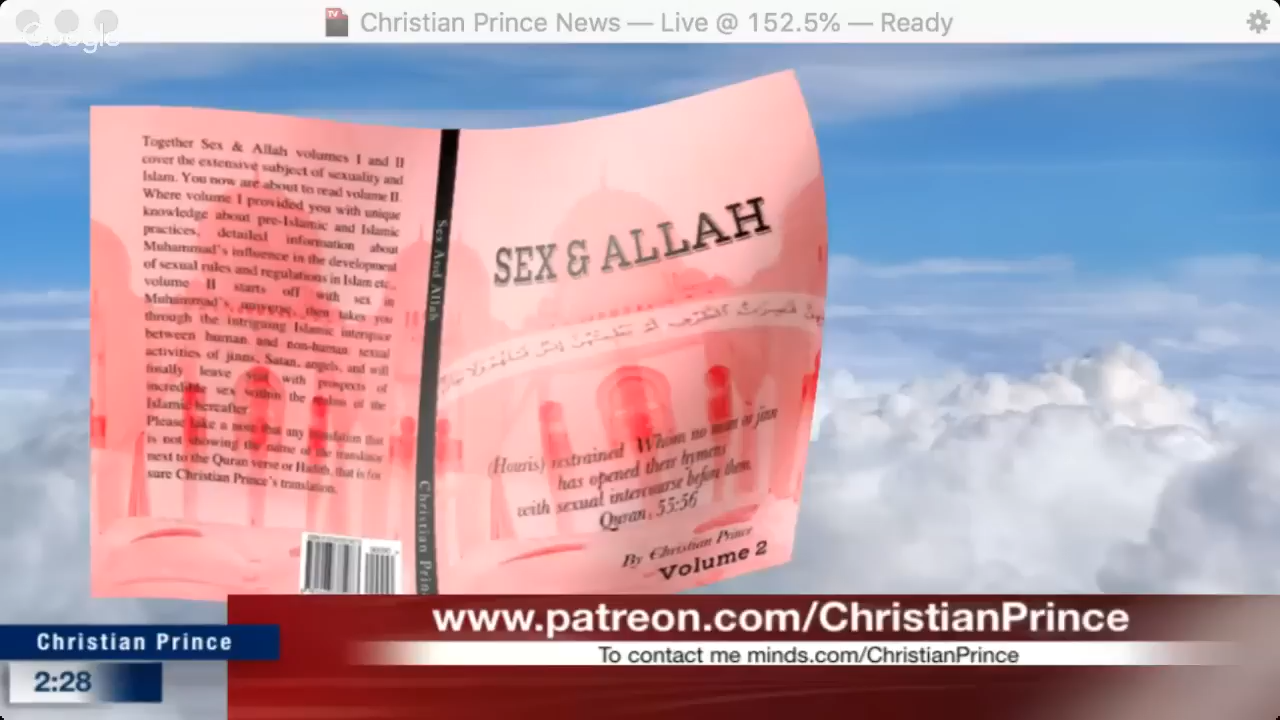 Christian Prince News — Live @ 152.5% — Ready
Google
Together Sex & Allah volumes I and II
cover the extensive subject of sexuality and
Islam. You now are about to read volume II.
Where volume I provided you with unique
knowledge about pre-Islamic and Islamic
practices, detailed information about
Muhammad's influence in the development
of sexual rules and regulations in Islam etc.,
volume II starts off with sex in
Muhammad's universe, then takes you
through the intriguing Islamic interspace
between human and non-human sexual
activities of jinns, Satan, angels, and will
finally leave you with prospects of
incredible sex within the realms of the
Islamic hereafter.
Please take a note that any translation that
is not showing the name of the translator
next to the Quran verse or Hadith, that is for
sure Christian Prince's translation.
Sex And Allah
Christian Prin
SEX & ALLAH
(Houris) restrained Whom no man or jinn
has opened their hymens
with sexual intercourse before them.
Quran, 55:56
By Christian Prince
Volume 2
www.patreon.com/ChristianPrince
To contact me minds.com/ChristianPrince
Christian Prince
2:28